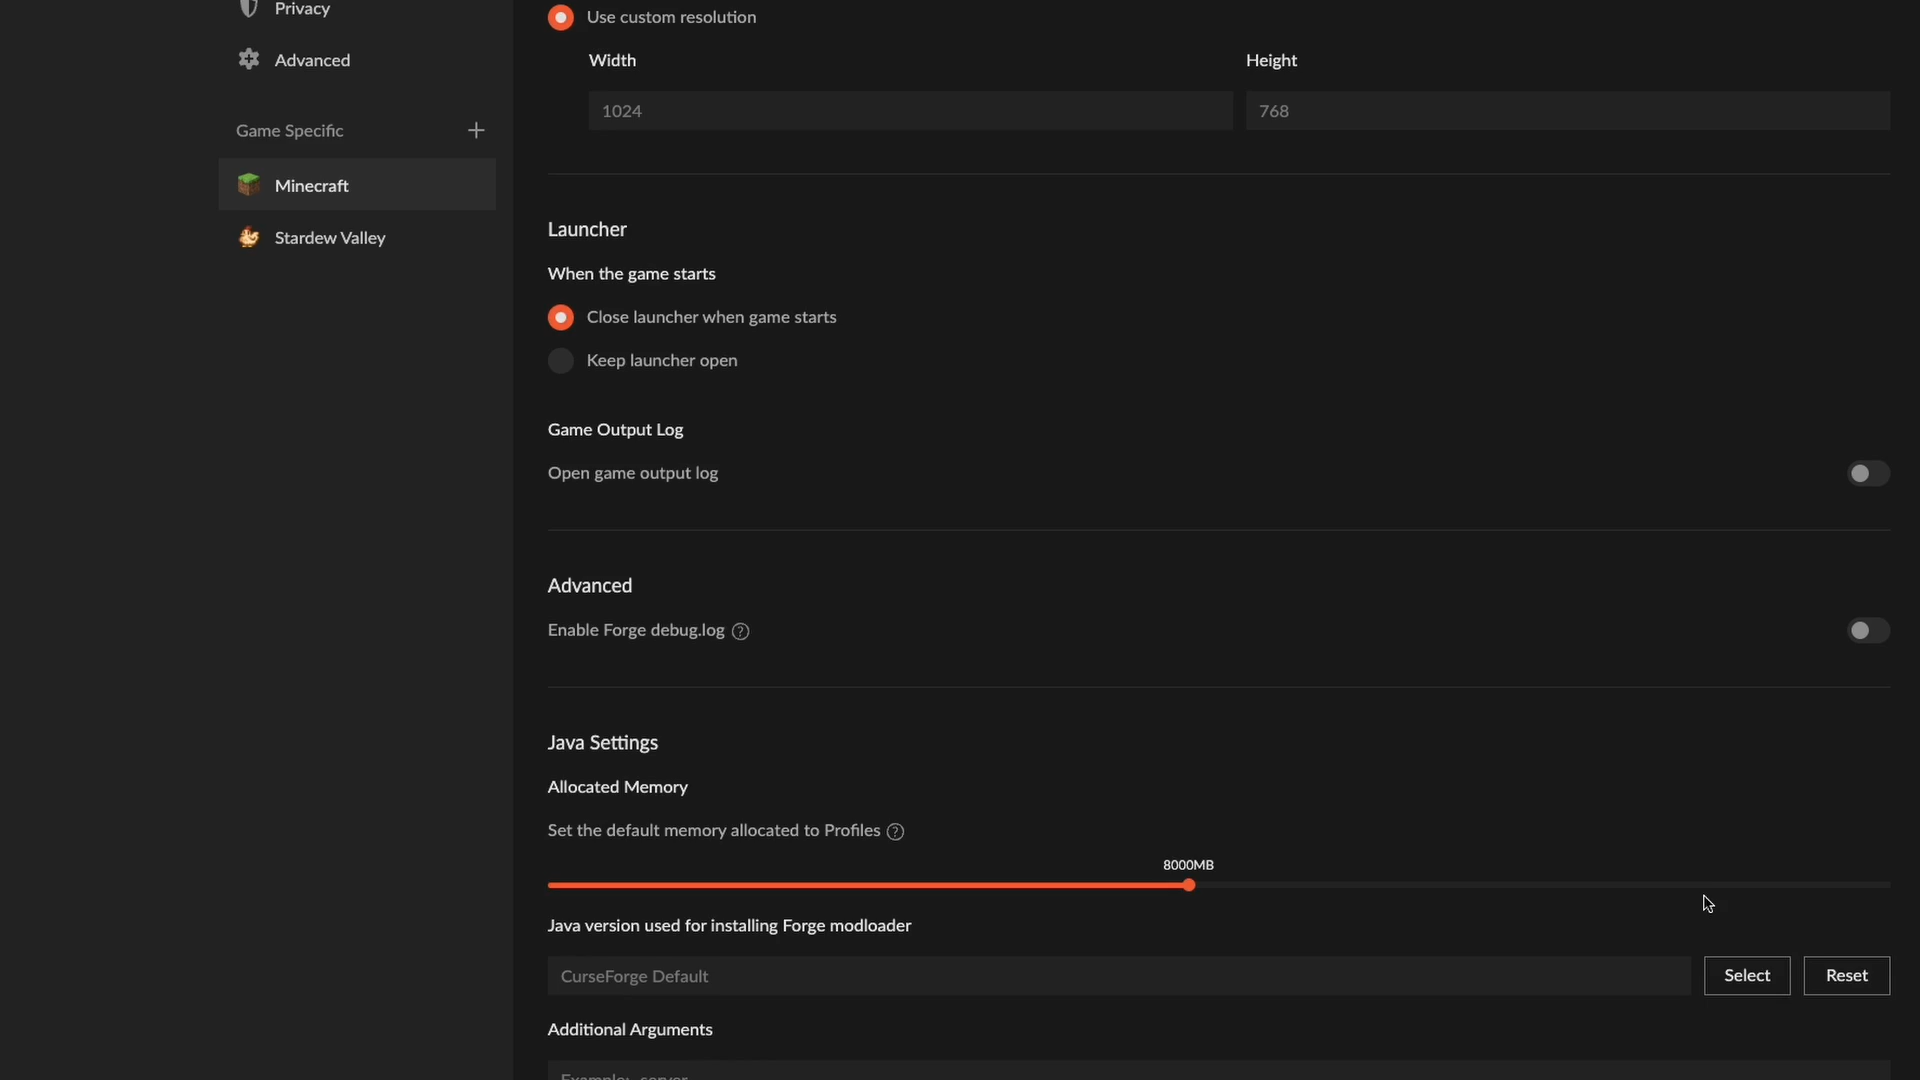 Privacy
Advanced
Game Specific
Minecraft
Stardew Valley
Use custom resolution
Width
Height
1024
768
Launcher
When the game starts
Close launcher when game starts
Keep launcher open
Game Output Log
Open game output log
Advanced
Enable Forge debug.log
Java Settings
Allocated Memory
Set the default memory allocated to Profiles
8000MB
Java version used for installing Forge modloader
CurseForge Default
Select
Reset
Additional Arguments